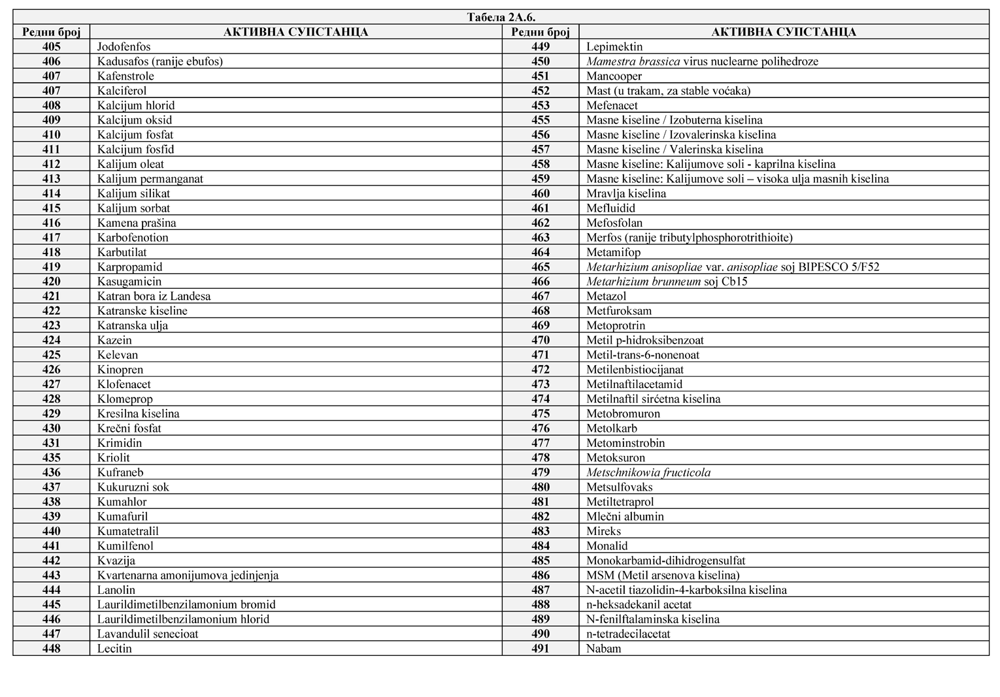 Табела 2А.6.
Редни број АКТИВНА СУПСТАНЦА Редни број АКТИВНА СУПСТАНЦА
405 Jodofenfos 449 Lepimektin
406 Kadusafos (ranije ebufos) 450 Mamestra brassica virus nuclearne polihedroze
407 Kafenstrole 451 Mancooper
407 Kalciferol 452 Mast (u trakam, za stable voćaka)
408 Kalcijum hlorid 453 Mefenacet
409 Kalcijum oksid 455 Masne kiseline / Izobuterna kiselina
410 Kalcijum fosfat 456 Masne kiseline / Izovalerinska kiselina
411 Kalcijum fosfid 457 Masne kiseline / Valerinska kiselina
412 Kalijum oleat 458 Masne kiseline: Kalijumove soli - kaprilna kiselina
413 Kalijum permanganat 459 Masne kiseline: Kalijumove soli – visoka ulja masnih kiselina
414 Kalijum silikat 460 Mravlja kiselina
415 Kalijum sorbat 461 Mefluidid
416 Kamena prašina 462 Mefosfolan
417 Karbofenotion 463 Merfos (ranije tributylphosphorotrithioite)
418 Karbutilat 464 Metamifop
419 Karpropamid 465 Metarhizium anisopliae var. anisopliae soj BIPESCO 5/F52
420 Kasugamicin 466 Metarhizium brunneum soj Cb15
421 Katran bora iz Landesa 467 Metazol
422 Katranske kiseline 468 Metfuroksam
423 Katranska ulja 469 Metoprotrin
424 Kazein 470 Metil p-hidroksibenzoat
425 Kelevan 471 Metil-trans-6-nonenoat
426 Kinopren 472 Metilenbistiocijanat
427 Klofenacet 473 Metilnaftilacetamid
428 Klomeprop 474 Metilnaftil sirćetna kiselina
429 Kresilna kiselina 475 Metobromuron
430 Krečni fosfat 476 Metolkarb
431 Krimidin 477 Metominstrobin
435 Kriolit 478 Metoksuron
436 Kufraneb 479 Metschnikowia fructicola
437 Kukuruzni sok 480 Metsulfovaks
438 Kumahlor 481 Metiltetraprol
439 Kumafuril 482 Mlečni albumin
440 Kumatetralil 483 Mireks
441 Kumilfenol 484 Monalid
442 Kvazija 485 Monokarbamid-dihidrogensulfat
443 Kvartenarna amonijumova jedinjenja 486 MSM (Metil arsenova kiselina)
444 Lanolin 487 N-acetil tiazolidin-4-karboksilna kiselina
445 Laurildimetilbenzilamonium bromid 488 n-heksadekanil acetat
446 Laurildimetilbenzilamonium hlorid 489 N-fenilftalaminska kiselina
447 Lavandulil senecioat 490 n-tetradecilacetat
448 Lecitin 491 Nabam